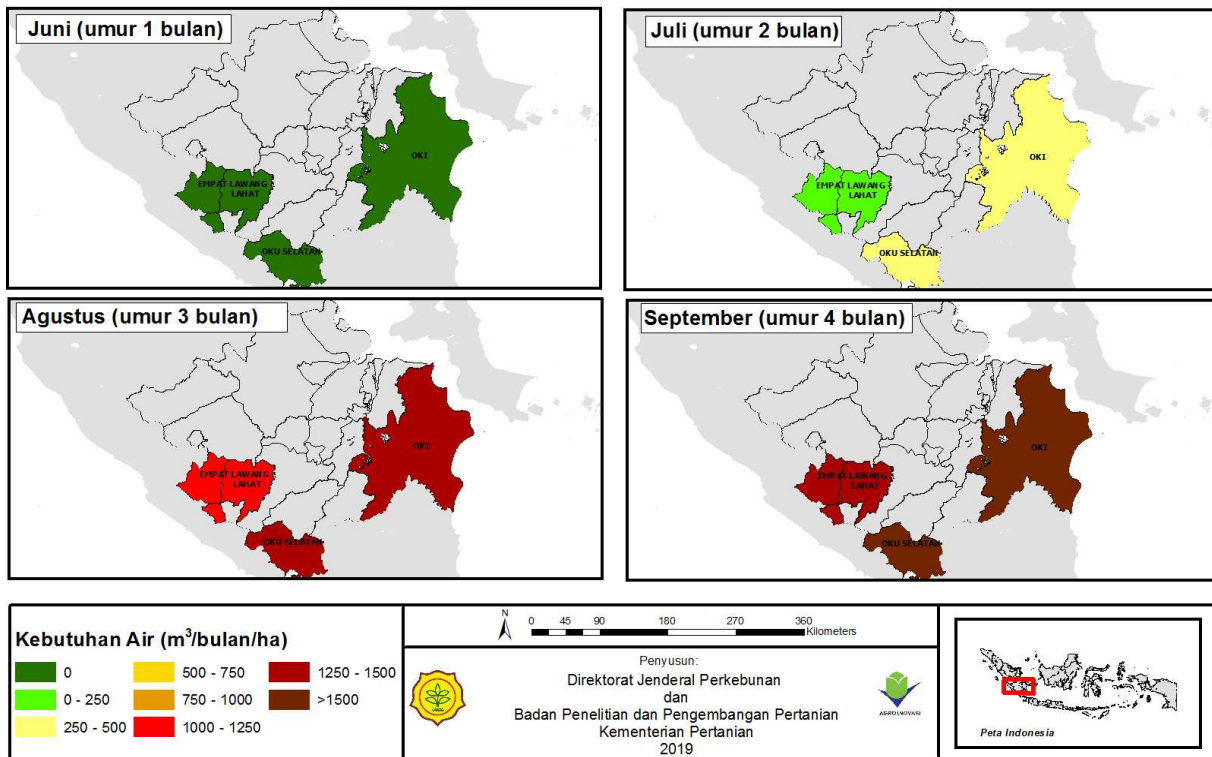 Juni (umur 1 bulan)
EMPAT LAWANG
LAHAT
OKI
OKU SELATAN
Juli (umur 2 bulan)
EMPAT LAWANG
LAHAT
OKI
OKU SELATAN
Agustus (umur 3 bulan)
EMPAT LAWANG
LAHAT
OKI
OKU SELATAN
September (umur 4 bulan)
EMPAT LAWANG
LAHAT
OKI
OKU SELATAN
Kebutuhan Air (m³/bulan/ha)
0
0 - 250
250 - 500
500 - 750
750 - 1000
1000 - 1250
1250 - 1500
>1500
N
0 45 90 180 270 360
Kilometers
Penyusun:
Direktorat Jenderal Perkebunan
dan
Badan Penelitian dan Pengembangan Pertanian
Kementerian Pertanian
2019
AGRO INOVASI
Peta Indonesia